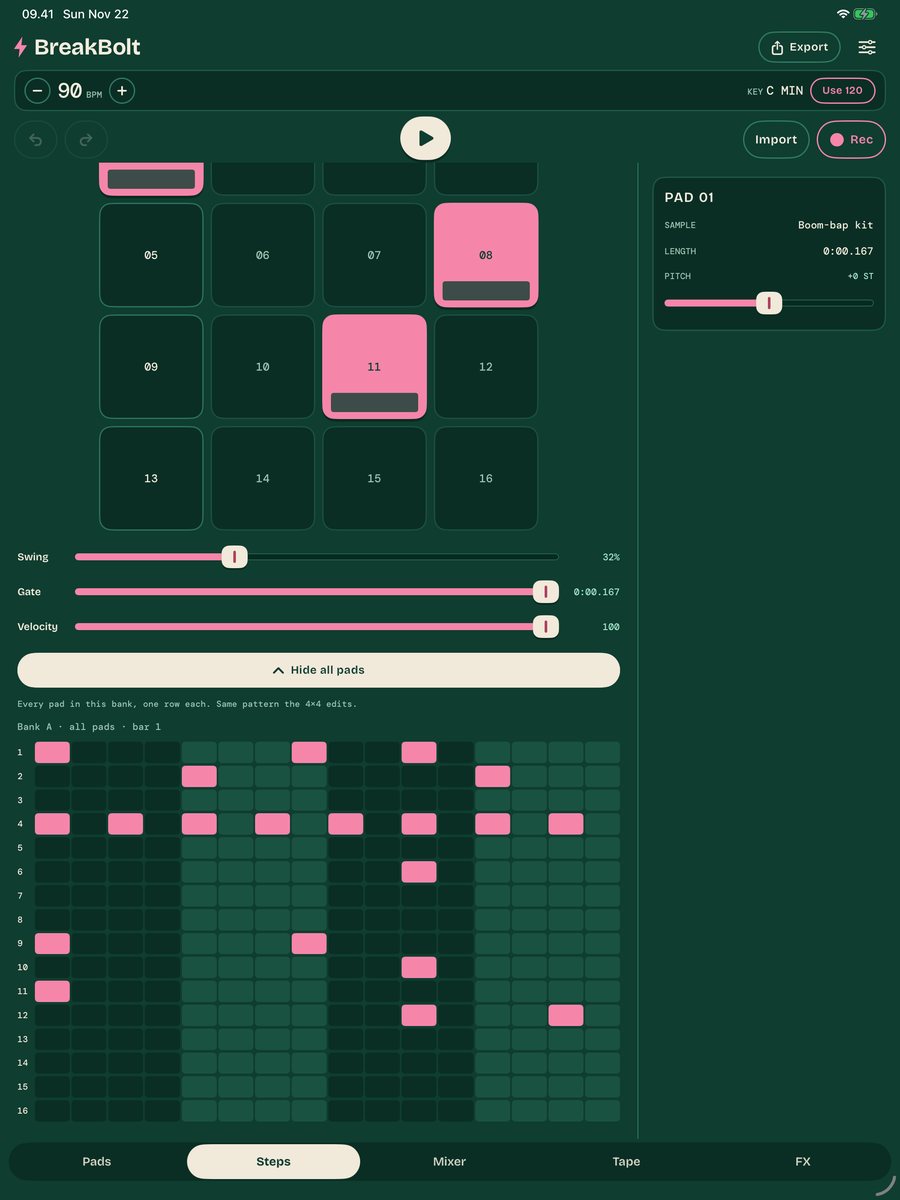 09.41 Sun Nov 22
BreakBolt
Export
90 BPM
KEY C MIN
Use 120
Import
Rec
05 06 07 08
09 10 11 12
13 14 15 16
Swing 32%
Gate 0:00.167
Velocity 100
Hide all pads
Every pad in this bank, one row each. Same pattern the 4×4 edits.
Bank A · all pads · bar 1
1
2
3
4
5
6
7
8
9
10
11
12
13
14
15
16
PAD 01
SAMPLE Boom-bap kit
LENGTH 0:00.167
PITCH +0 ST
Pads Steps Mixer Tape FX